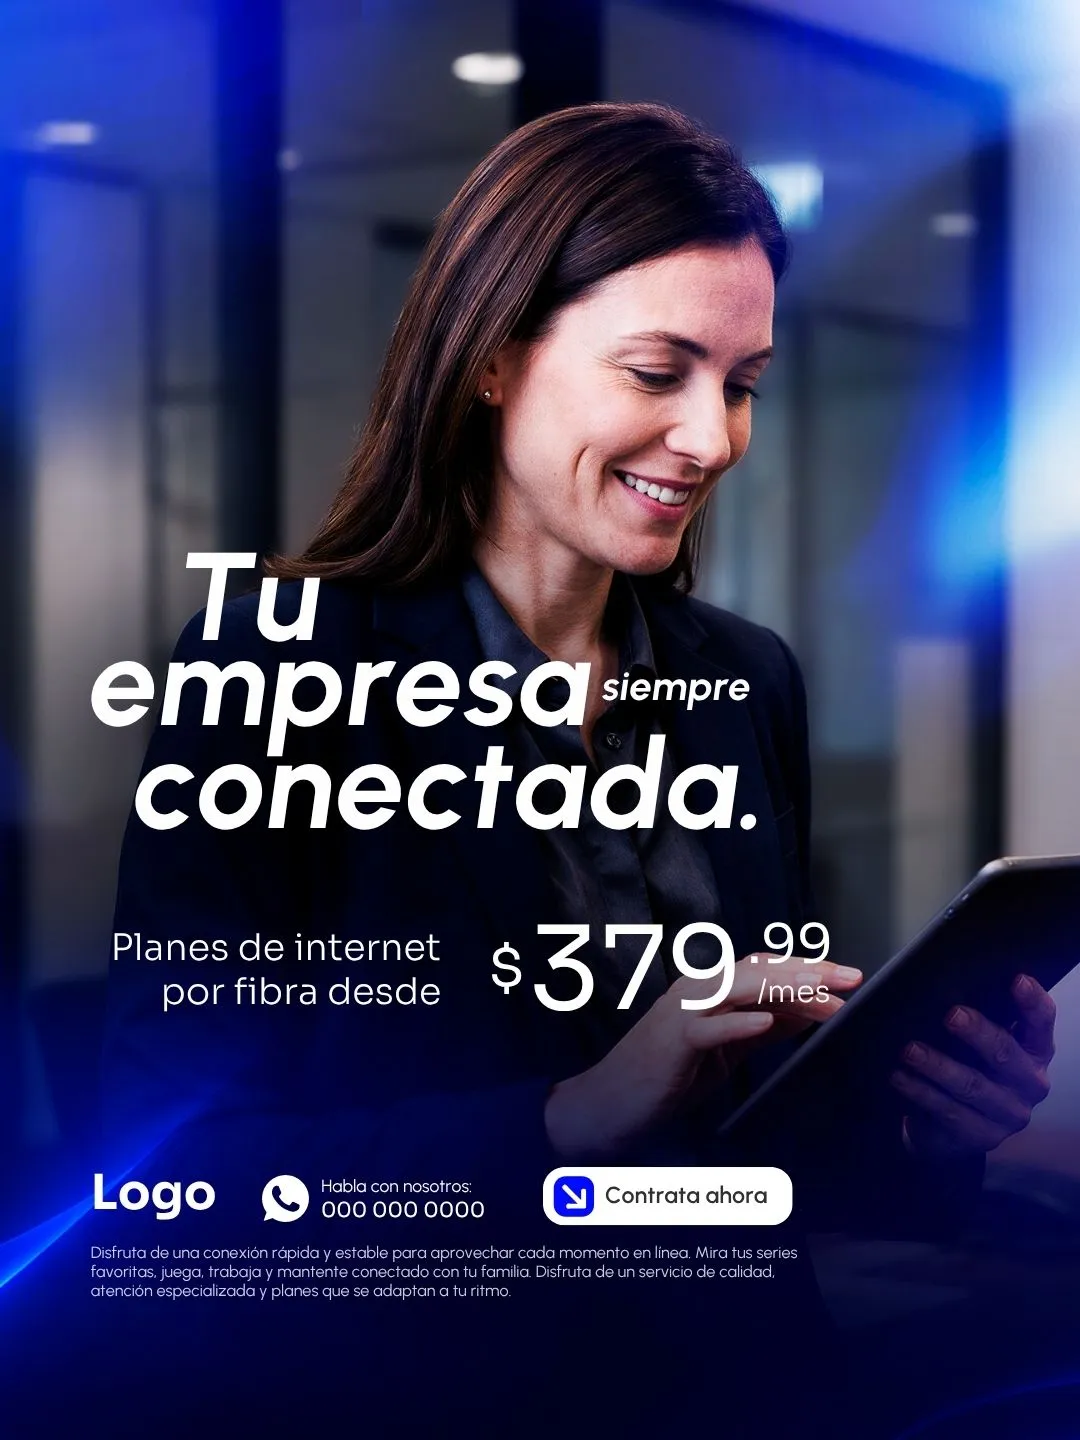 Tu
empresa siempre
conectada.
Planes de internet
por fibra desde
$379.99
/mes
Logo
Habla con nosotros:
000 000 0000
Contrata ahora
Disfruta de una conexión rápida y estable para aprovechar cada momento en línea. Mira tus series
favoritas, juega, trabaja y mantente conectado con tu familia. Disfruta de un servicio de calidad,
atención especializada y planes que se adaptan a tu ritmo.